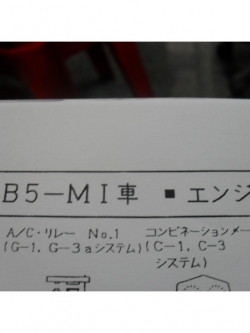 B5-MI車 ■ エンジ
A/C・リレー No.1 コンビネーションメー
(G-1, G-3aシステム) (C-1, C-3
システム)